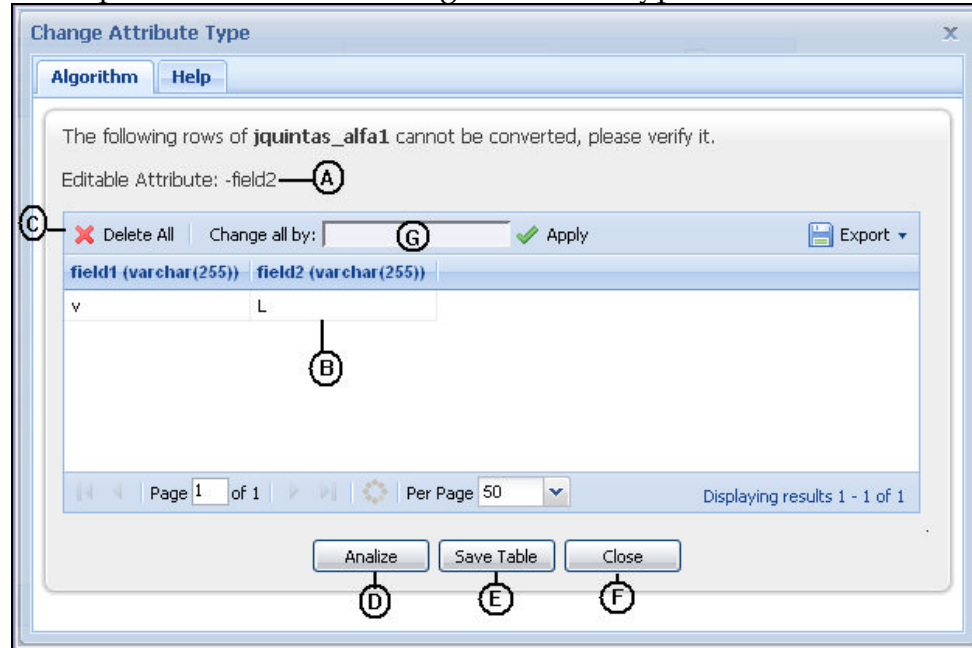 Change Attribute Type x
Algorithm Help
The following rows of jquintas_alfa1 cannot be converted, please verify it.
Editable Attribute: -field2 A
C Delete All Change all by: G Apply Export
field1 (varchar(255)) field2 (varchar(255))
v L
B
Page 1 of 1 Per Page 50 Displaying results 1 - 1 of 1
Analize Save Table Close
D E F